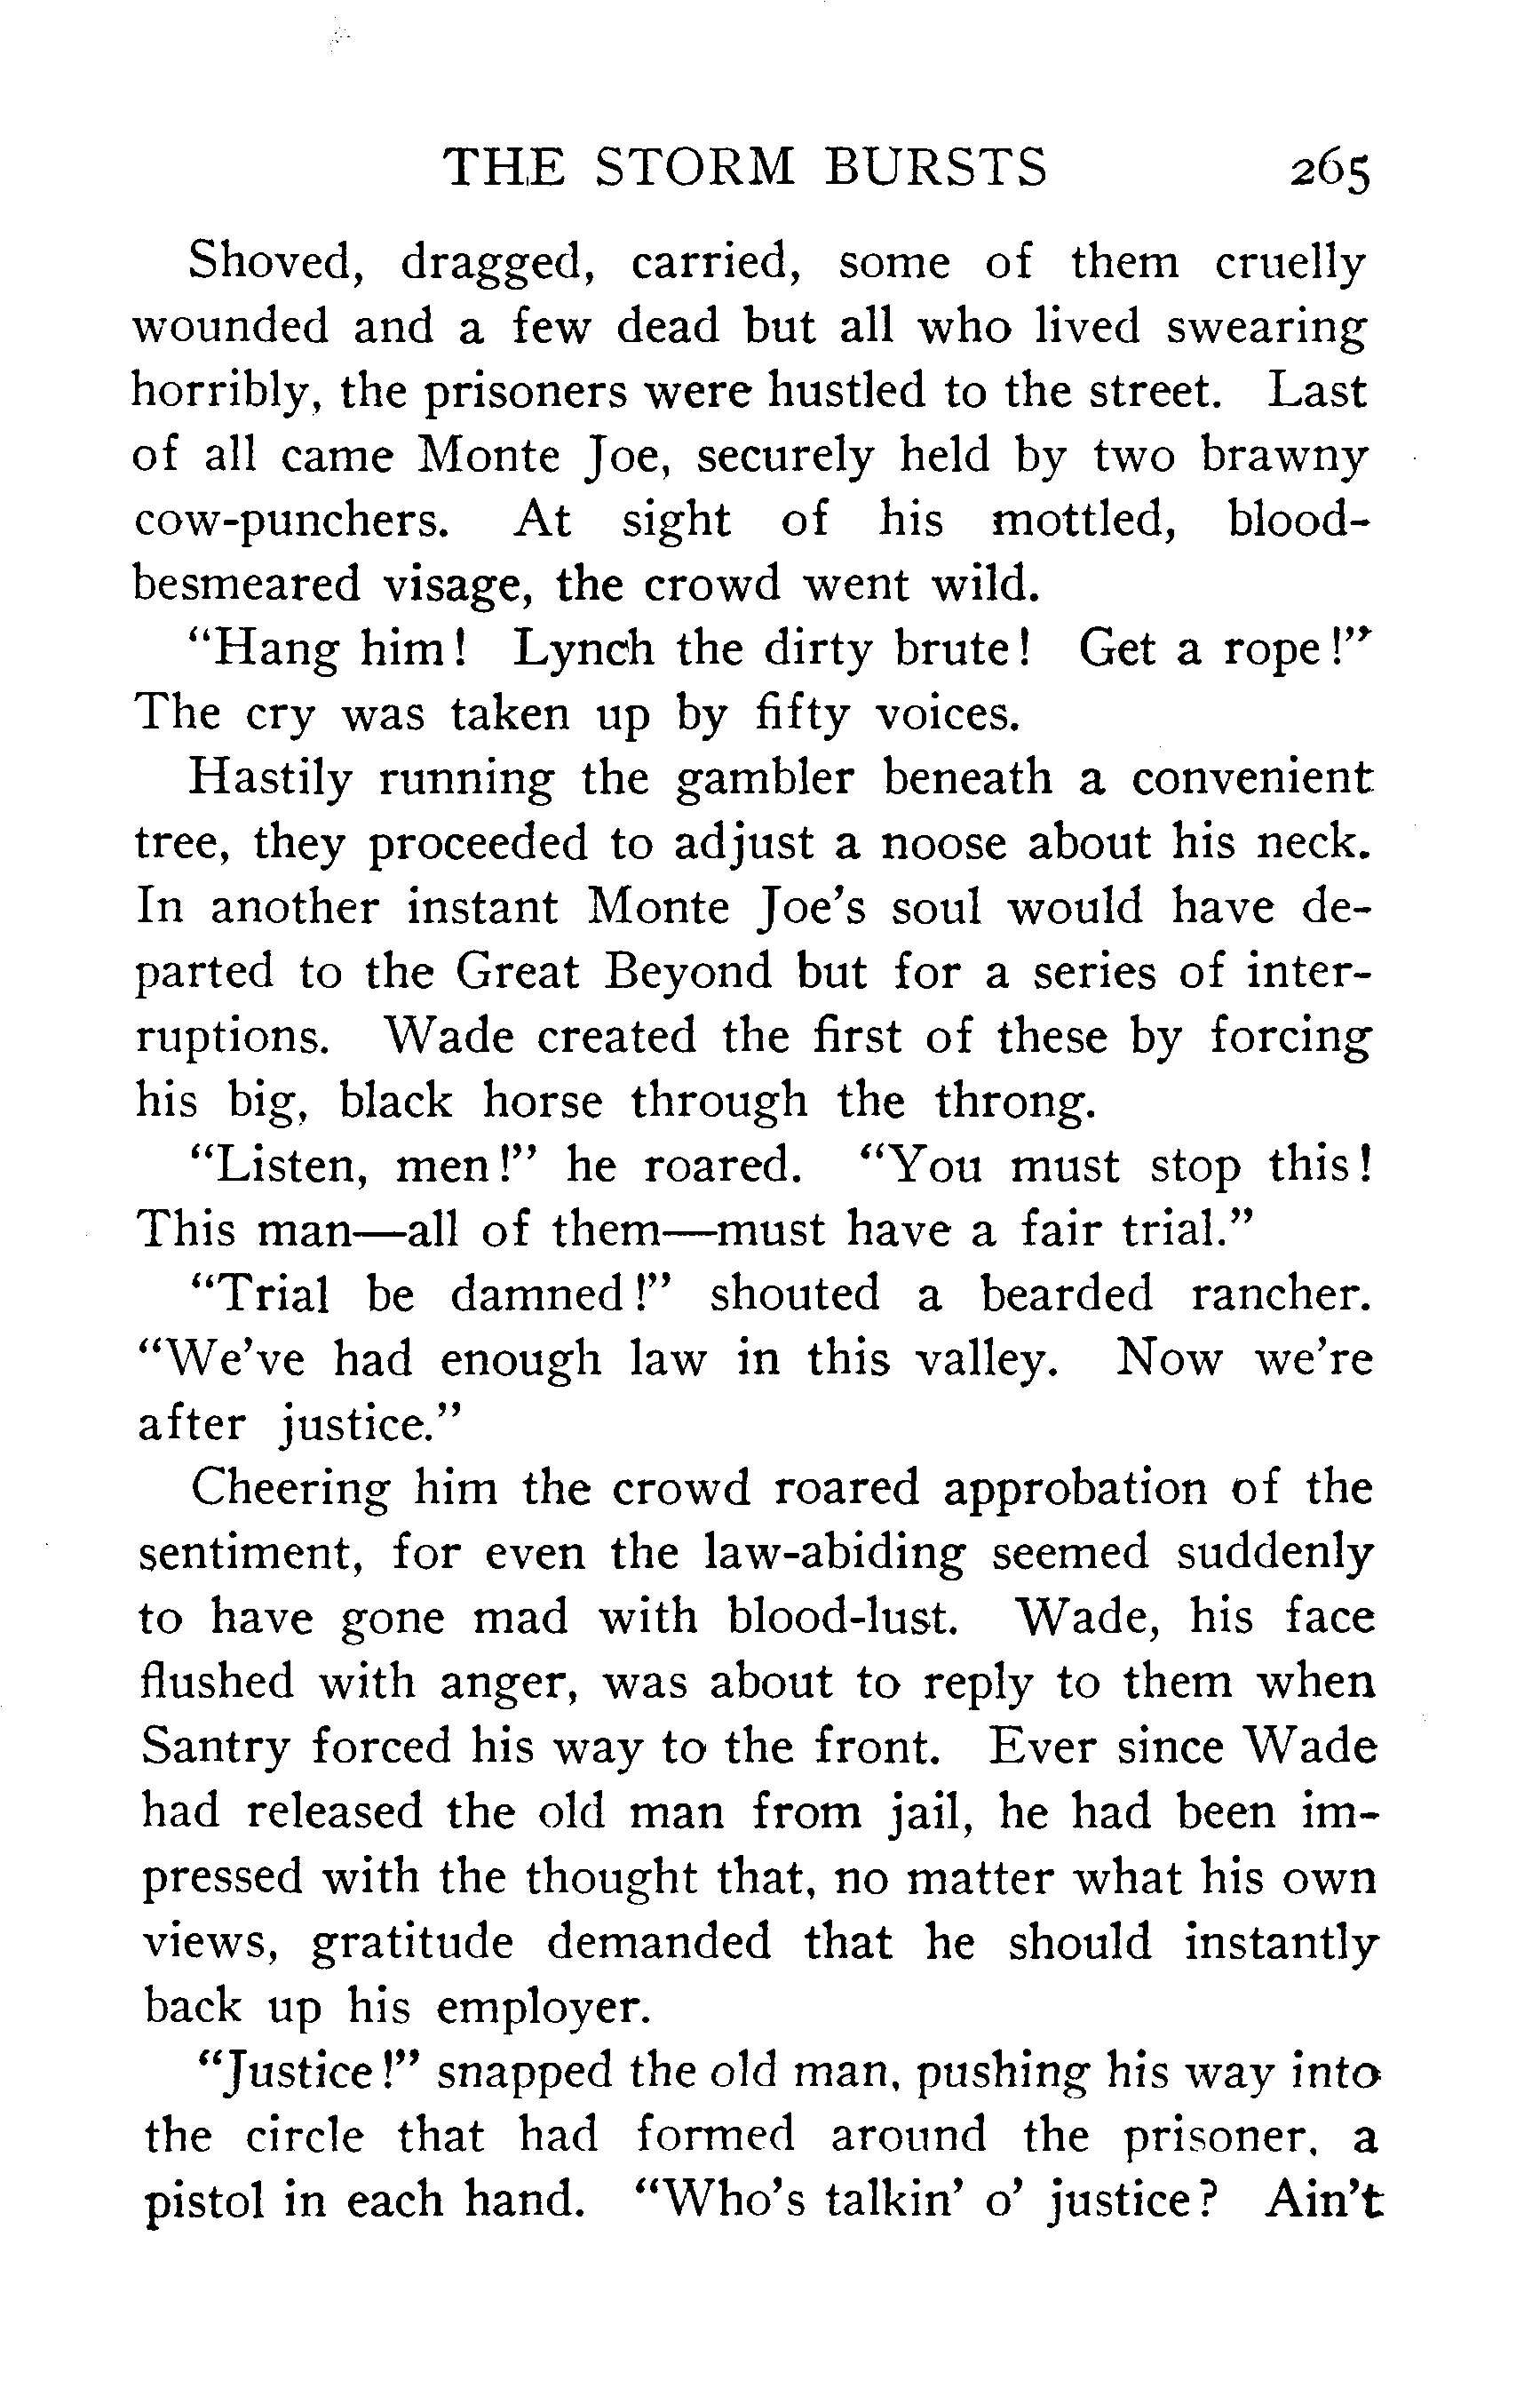 THE STORM BURSTS 265
Shoved, dragged, carried, some of them cruelly
wounded and a few dead but all who lived swearing
horribly, the prisoners were hustled to the street. Last
of all came Monte Joe, securely held by two brawny
cow-punchers. At sight of his mottled, blood-
besmeared visage, the crowd went wild.
"Hang him! Lynch the dirty brute! Get a rope!"
The cry was taken up by fifty voices.
Hastily running the gambler beneath a convenient
tree, they proceeded to adjust a noose about his neck.
In another instant Monte Joe's soul would have de-
parted to the Great Beyond but for a series of inter-
ruptions. Wade created the first of these by forcing
his big, black horse through the throng.
"Listen, men!" he roared. "You must stop this!
This man—all of them—must have a fair trial."
"Trial be damned!" shouted a bearded rancher.
"We've had enough law in this valley. Now we're
after justice."
Cheering him the crowd roared approbation of the
sentiment, for even the law-abiding seemed suddenly
to have gone mad with blood-lust. Wade, his face
flushed with anger, was about to reply to them when
Santry forced his way to the front. Ever since Wade
had released the old man from jail, he had been im-
pressed with the thought that, no matter what his own
views, gratitude demanded that he should instantly
back up his employer.
"Justice!" snapped the old man, pushing his way into
the circle that had formed around the prisoner, a
pistol in each hand. "Who's talkin' o' justice? Ain't